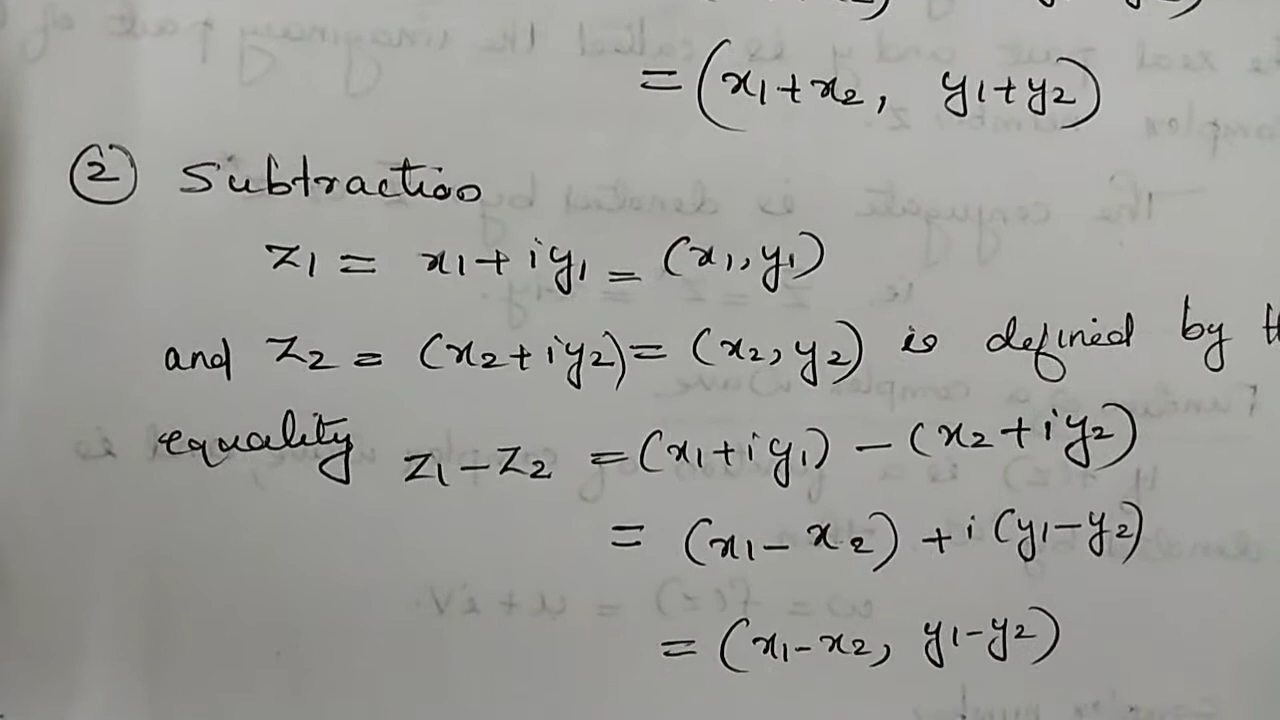 = (x₁+x₂, y₁+y₂)
② Subtraction
z₁ = x₁+iy₁ = (x₁, y₁)
and z₂ = (x₂+iy₂) = (x₂, y₂) is defined by
equality z₁-z₂ = (x₁+iy₁) - (x₂+iy₂)
= (x₁-x₂) + i(y₁-y₂)
= (x₁-x₂, y₁-y₂)